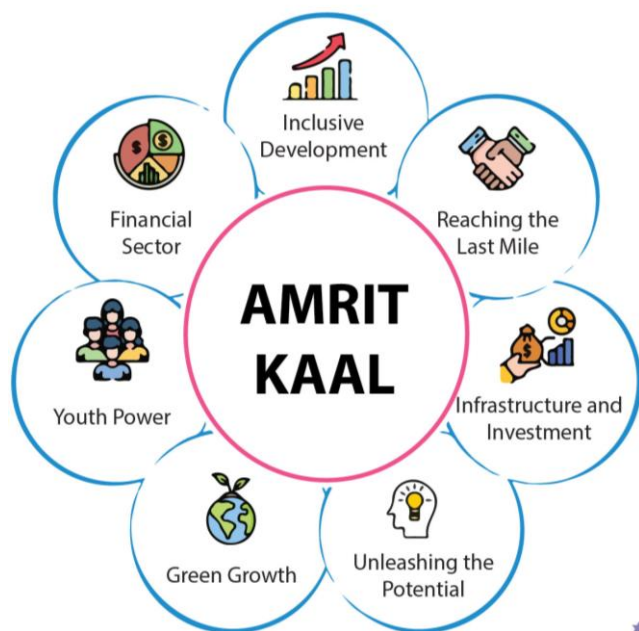 AMRIT
KAAL
Inclusive
Development
Reaching the
Last Mile
Infrastructure and
Investment
Unleashing the
Potential
Green Growth
Youth Power
Financial
Sector